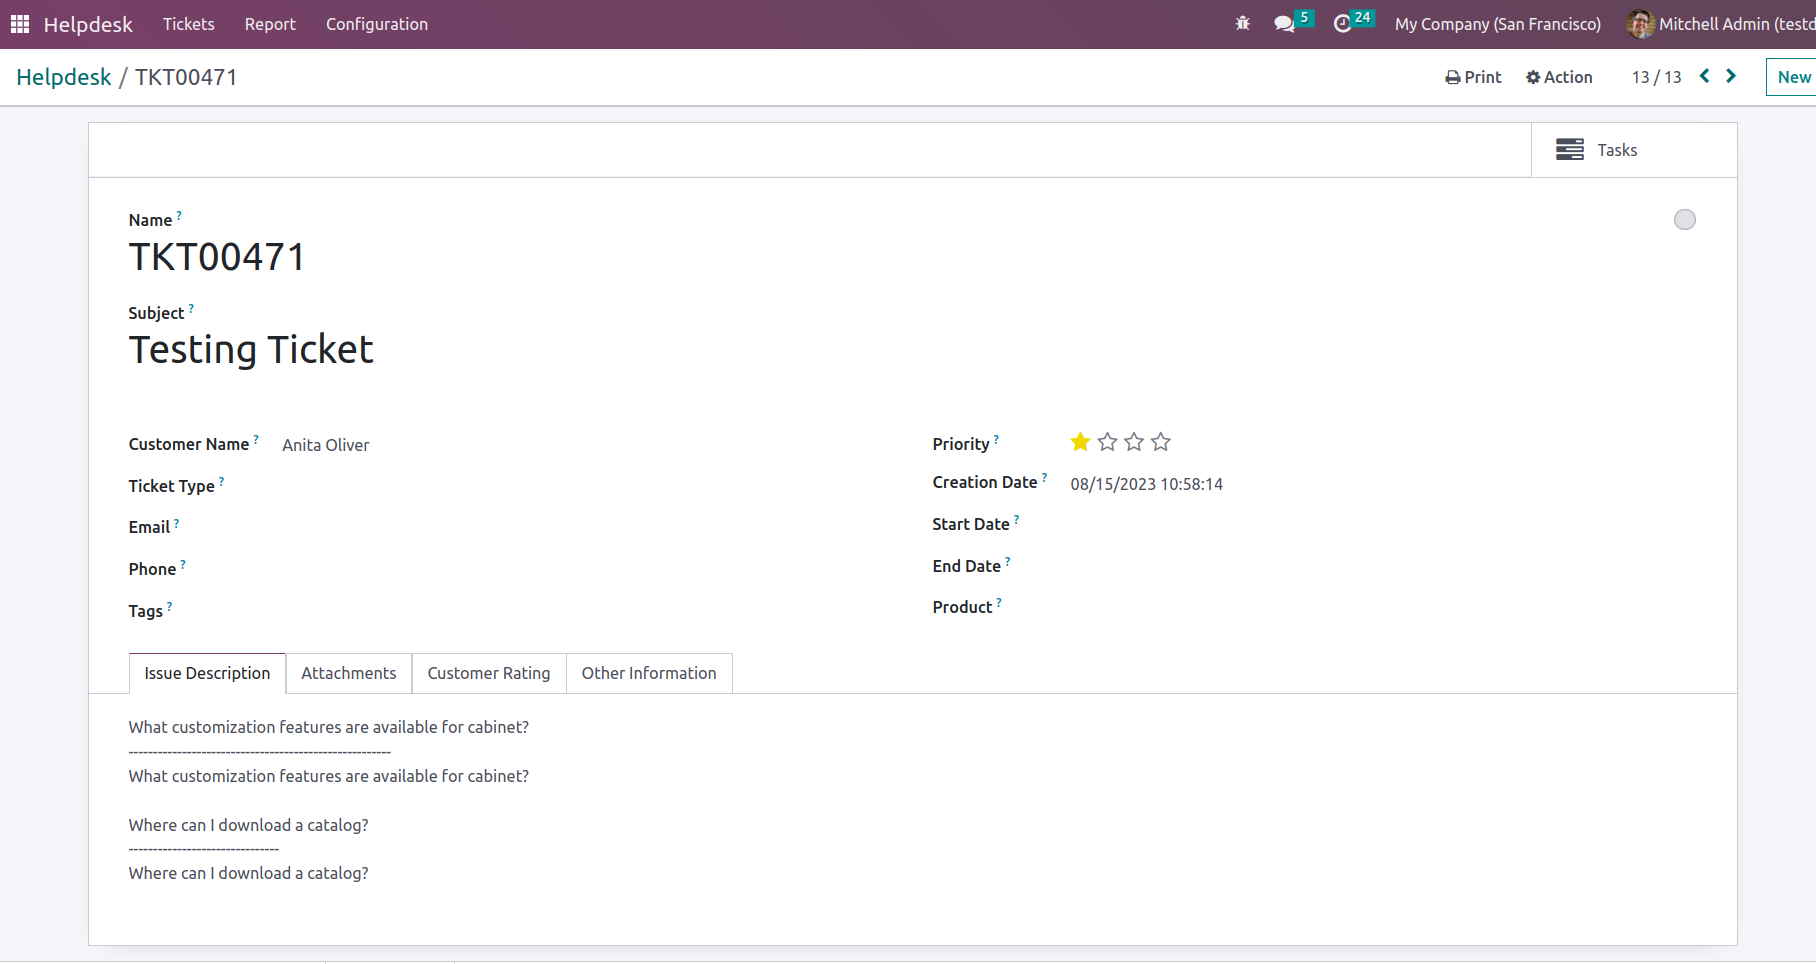 Helpdesk Tickets Report Configuration 5 24 My Company (San Francisco) Mitchell Admin (testd
Helpdesk / TKT00471 Print Action 13 / 13 New
Tasks
Name ?
TKT00471
Subject ?
Testing Ticket
Customer Name ? Anita Oliver
Priority ?
Ticket Type ?
Creation Date ? 08/15/2023 10:58:14
Email ?
Start Date ?
Phone ?
End Date ?
Tags ?
Product ?
Issue Description Attachments Customer Rating Other Information
What customization features are available for cabinet?
------------------------------------------------------
What customization features are available for cabinet?
Where can I download a catalog?
-------------------------------
Where can I download a catalog?